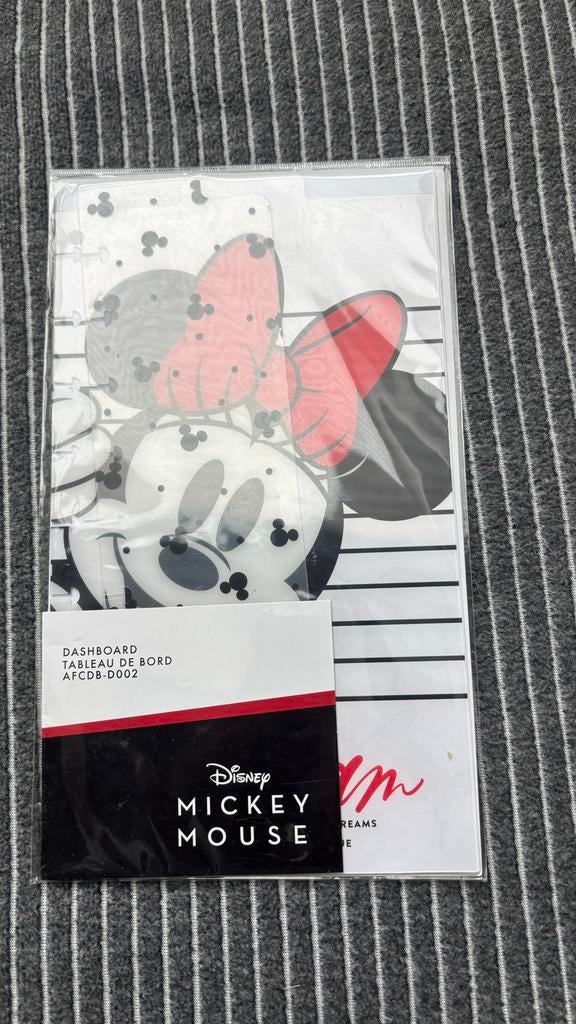 DASHBOARD
TABLEAU DE BORD
AFCDB-D002
Disney
MICKEY
MOUSE